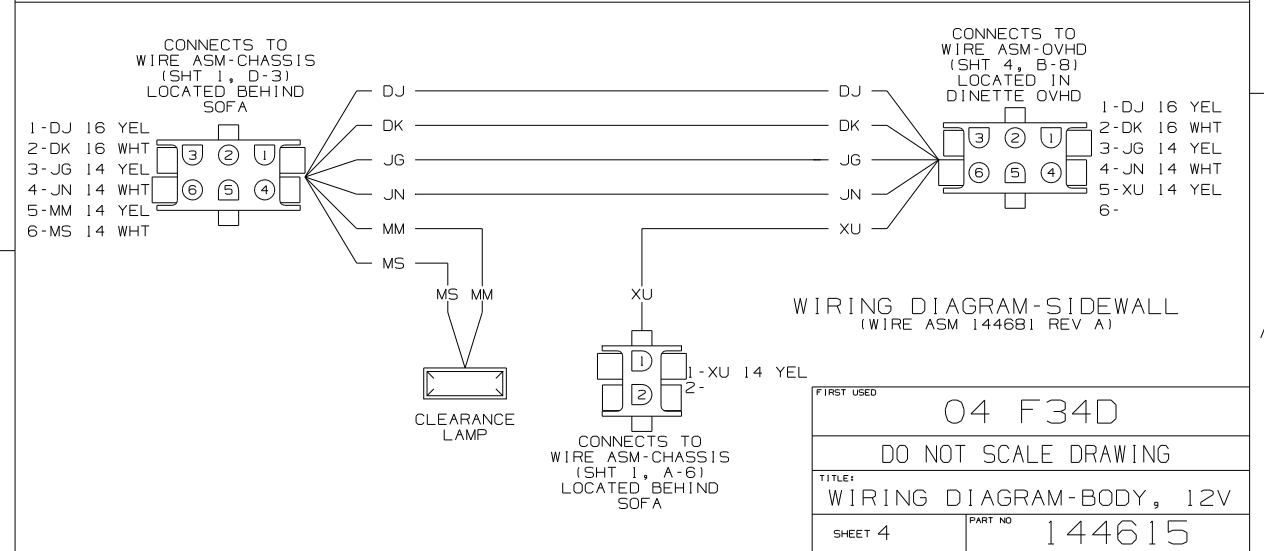 CONNECTS TO
WIRE ASM-CHASSIS
(SHT 1, D-3)
LOCATED BEHIND
SOFA
1-DJ 16 YEL
2-DK 16 WHT
3-JG 14 YEL
4-JN 14 WHT
5-MM 14 YEL
6-MS 14 WHT
3 2 1
6 5 4
DJ
DK
JG
JN
MM
MS
MS MM
CLEARANCE
LAMP
DJ
DK
JG
JN
XU
CONNECTS TO
WIRE ASM-OVHD
(SHT 4, B-8)
LOCATED IN
DINETTE OVHD
3 2 1
6 5 4
1-DJ 16 YEL
2-DK 16 WHT
3-JG 14 YEL
4-JN 14 WHT
5-XU 14 YEL
6-
XU
1
2
1-XU 14 YEL
2-
CONNECTS TO
WIRE ASM-CHASSIS
(SHT 1, A-6)
LOCATED BEHIND
SOFA
WIRING DIAGRAM-SIDEWALL
(WIRE ASM 144681 REV A)
FIRST USED
04 F34D
DO NOT SCALE DRAWING
TITLE:
WIRING DIAGRAM-BODY, 12V
SHEET 4
PART NO
144615